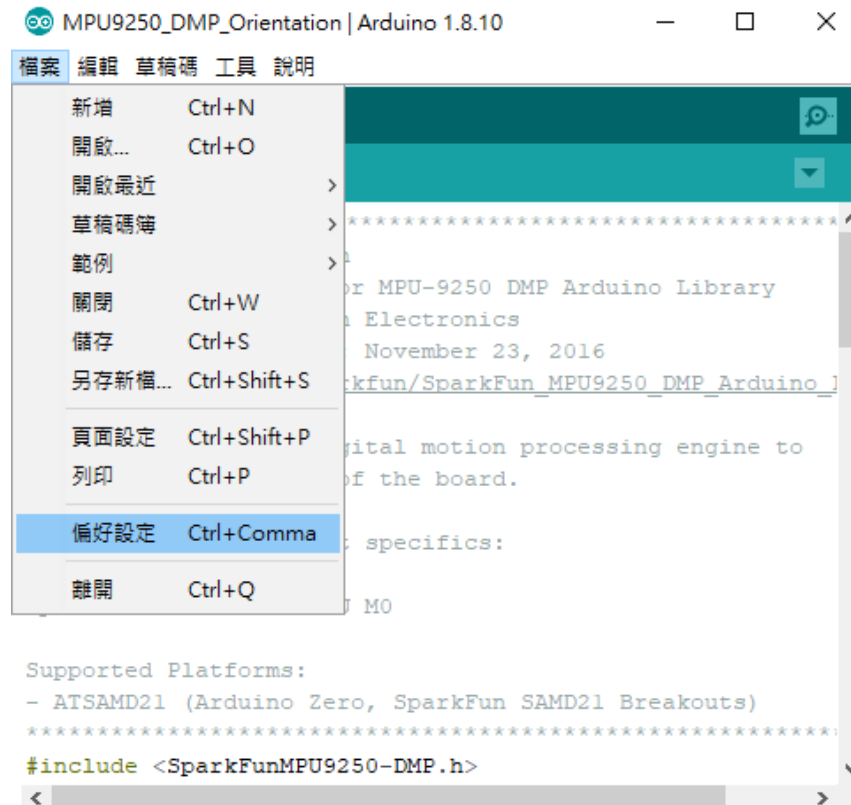 MPU9250_DMP_Orientation | Arduino 1.8.10
檔案 編輯 草稿碼 工具 說明
新增 Ctrl+N
開啟... Ctrl+O
開啟最近
草稿碼簿
範例
關閉 Ctrl+W
儲存 Ctrl+S
另存新檔... Ctrl+Shift+S
頁面設定 Ctrl+Shift+P
列印 Ctrl+P
偏好設定 Ctrl+Comma
離開 Ctrl+Q
***********************************
MPU-9250 DMP Arduino Library
Electronics
November 23, 2016
kfun/SparkFun_MPU9250_DMP_Arduino_
gital motion processing engine to
of the board.
specifics:
M0
Supported Platforms:
- ATSAMD21 (Arduino Zero, SparkFun SAMD21 Breakouts)
*********************************************************
#include <SparkFunMPU9250-DMP.h>